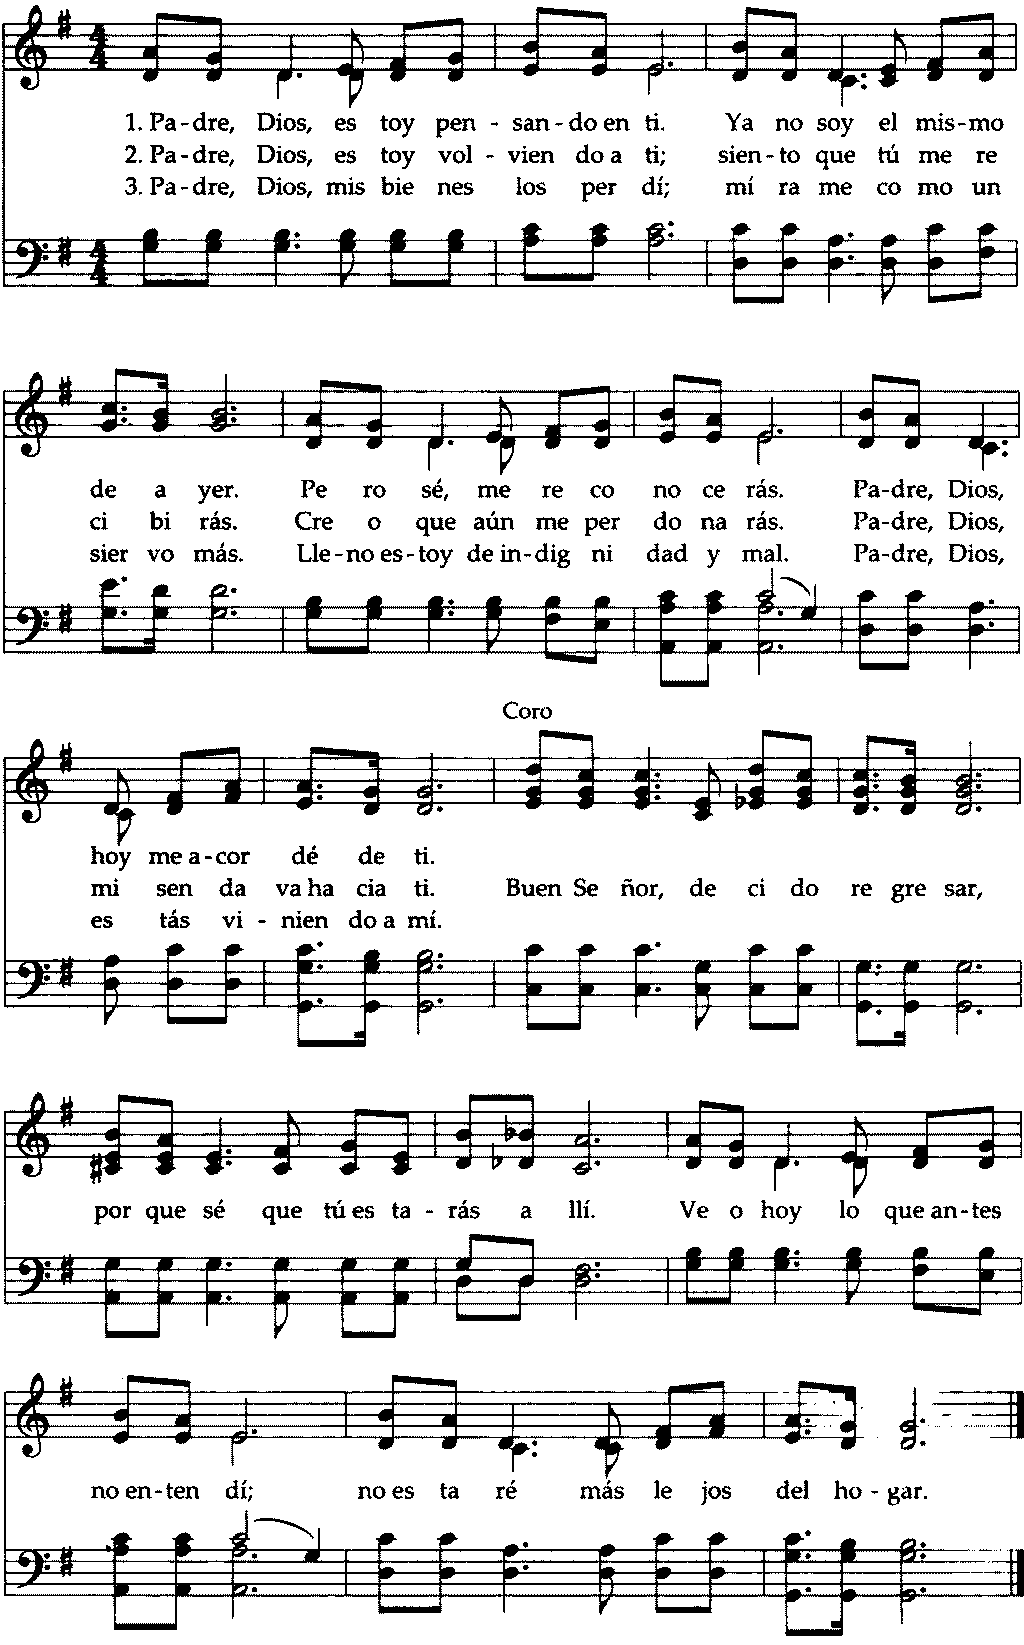 1. Pa-dre, Dios, es toy pen - san-do en ti. Ya no soy el mis-mo
2. Pa-dre, Dios, es toy vol - vien do a ti; sien-to que tú me re
3. Pa-dre, Dios, mis bie nes los per dí; mí ra me co mo un
de a yer. Pe ro sé, me re co no ce rás. Pa-dre, Dios,
ci bi rás. Cre o que aún me per do na rás. Pa-dre, Dios,
sier vo más. Lle-no es-toy de in-dig ni dad y mal. Pa-dre, Dios,
Coro
hoy me a-cor dé de ti.
mi sen da va ha cia ti. Buen Se ñor, de ci do re gre sar,
es tás vi - nien do a mí.
por que sé que tú es ta - rás a llí. Ve o hoy lo que an-tes
no en-ten dí; no es ta ré más le jos del ho - gar.